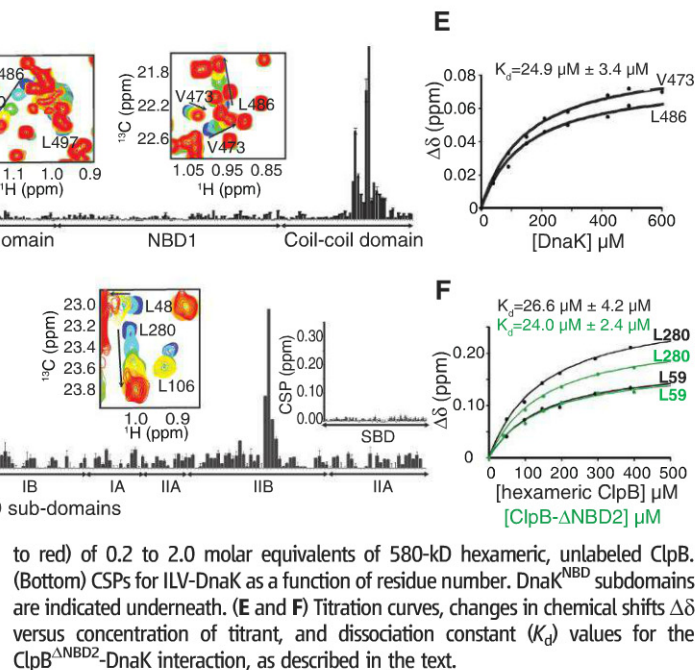 E
L486
L497
1.1 1.0 0.9
¹H (ppm)
¹³C (ppm)
21.8
22.2
22.6
V473
L486
V473
1.05 0.95 0.85
¹H (ppm)
omain
NBD1
Coil-coil domain
Kd=24.9 µM ± 3.4 µM
V473
L486
Δδ (ppm)
0.08
0.06
0.04
0.02
0
0 200 400 600
[DnaK] µM
¹³C (ppm)
23.0
23.2
23.4
23.6
23.8
L48
L280
L106
1.0 0.9
¹H (ppm)
CSP (ppm)
0.30
0.15
0.00
SBD
IB IA IIA IIB IIA
sub-domains
F
Kd=26.6 µM ± 4.2 µM
Kd=24.0 µM ± 2.4 µM
L280
L280
L59
L59
Δδ (ppm)
0.20
0.10
0.00
0 100 200 300 400 500
[hexameric ClpB] µM
[ClpB-ΔNBD2] µM
to red) of 0.2 to 2.0 molar equivalents of 580-kD hexameric, unlabeled ClpB.
(Bottom) CSPs for ILV-DnaK as a function of residue number. DnaKᴺᴮᴰ subdomains
are indicated underneath. (E and F) Titration curves, changes in chemical shifts Δδ
versus concentration of titrant, and dissociation constant (Kd) values for the
ClpBᐞᴺᴮᴰ²-DnaK interaction, as described in the text.